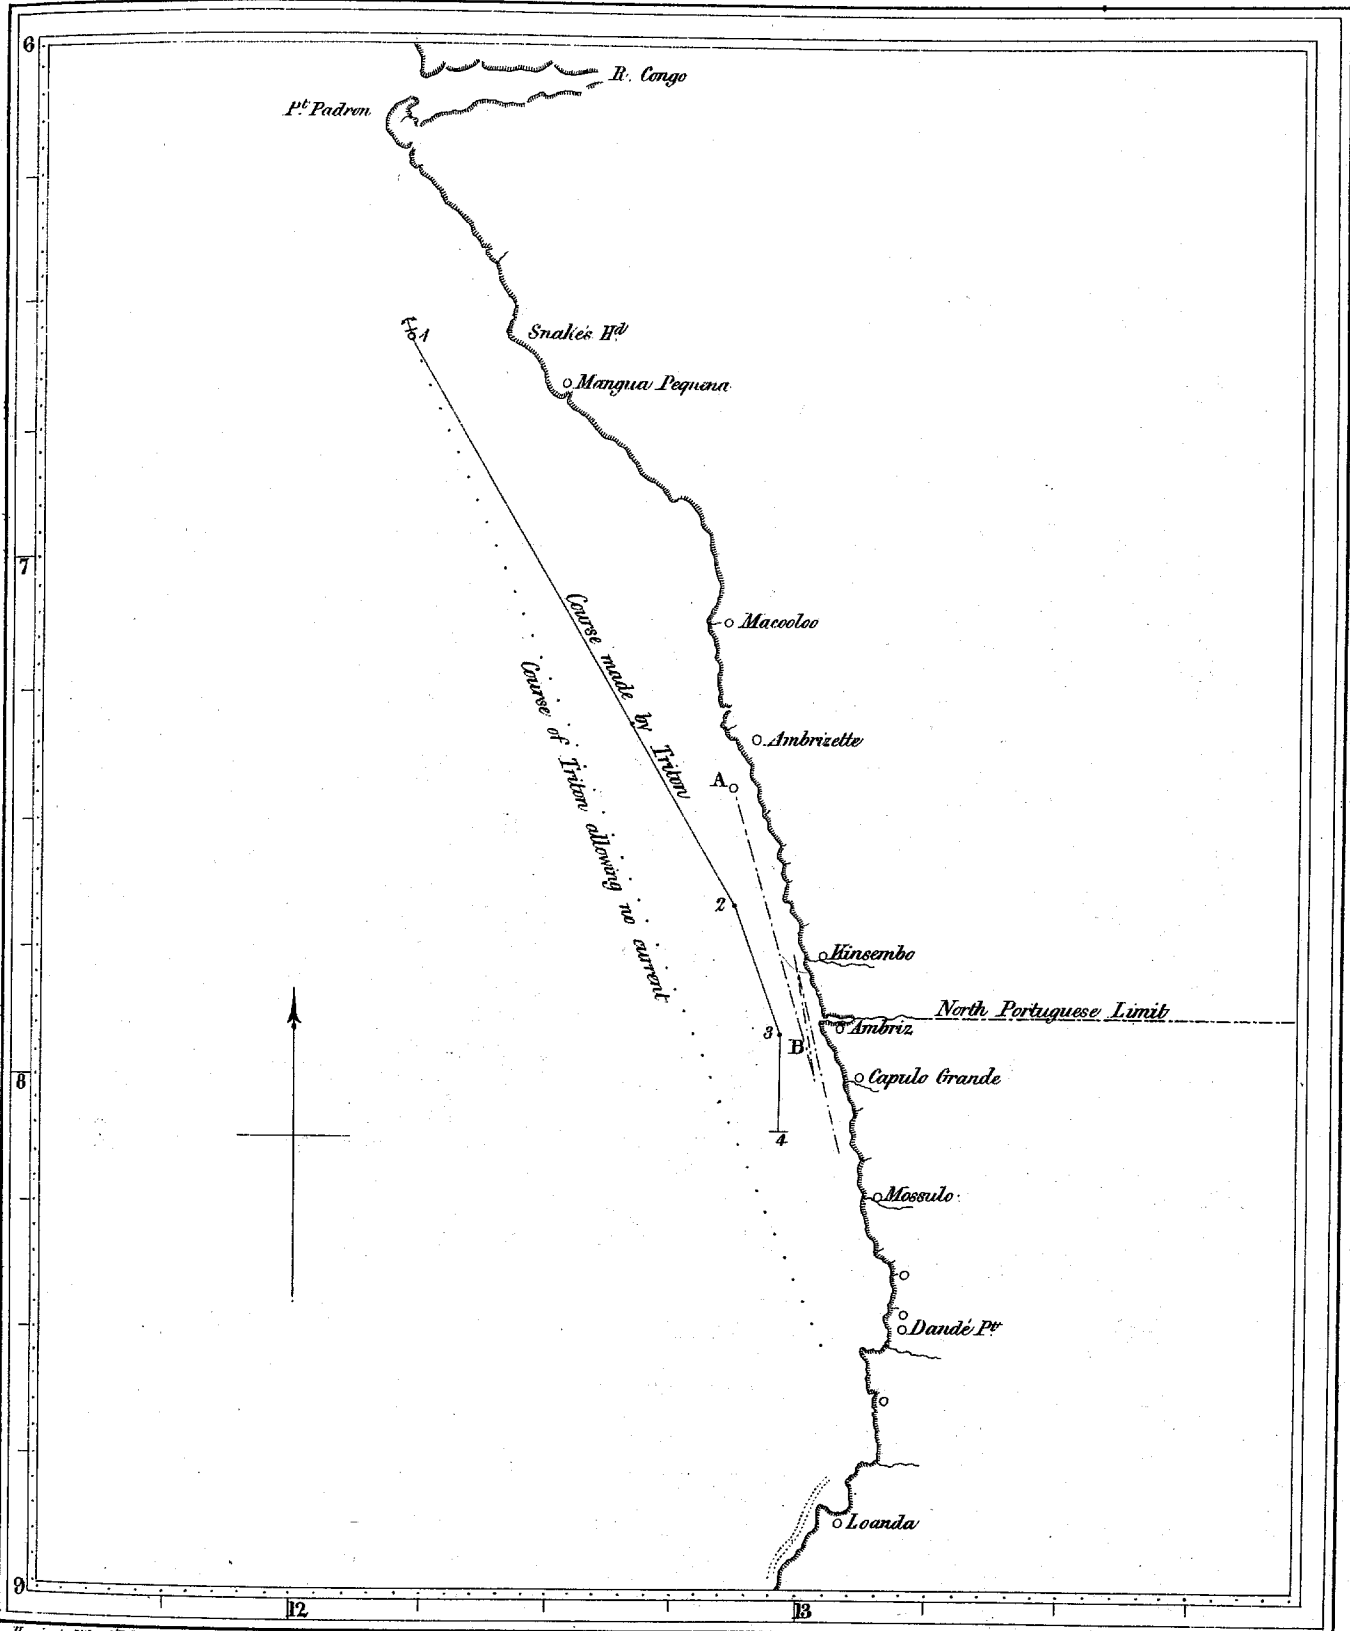 6
R. Congo
Pt. Padron
1
Snake's Hd.
Mangua Pequena
7
Macooloo
Course made by Triton
Course of Triton allowing no current
Ambrizette
A
2
Kinsembo
North Portuguese Limit
Ambriz
3
B
Capulo Grande
8
4
Mossulo
Dandé Pt.
Loanda
9
12
13